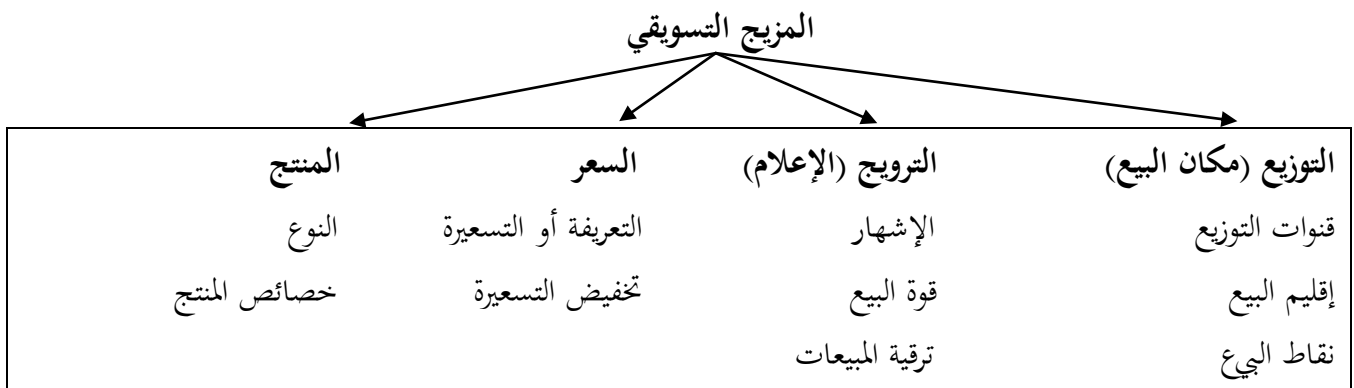 المزيج التسويقي
التوزيع (مكان البيع) الترويج (الإعلام) السعر المنتج
قنوات التوزيع الإشهار التعريفة أو التسعيرة النوع
إقليم البيع قوة البيع تخفيض التسعيرة خصائص المنتج
نقاط البيع ترقية المبيعات